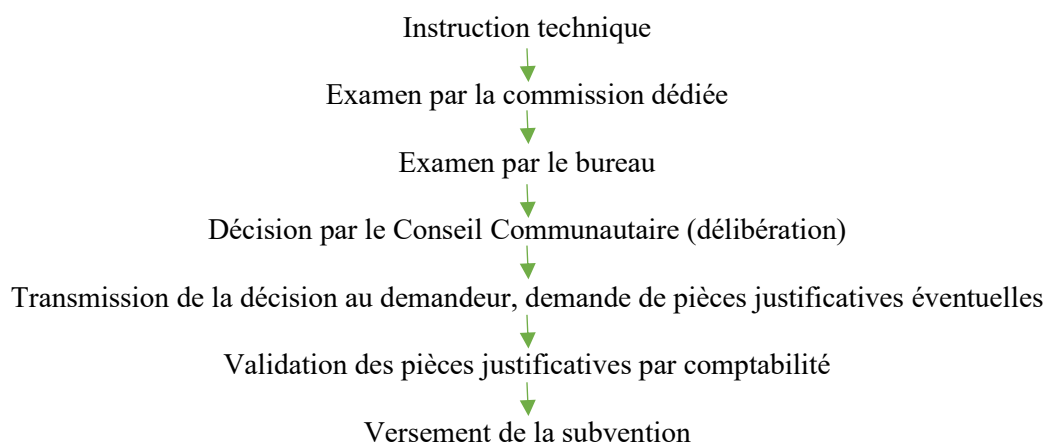 Instruction technique
Examen par la commission dédiée
Examen par le bureau
Décision par le Conseil Communautaire (délibération)
Transmission de la décision au demandeur, demande de pièces justificatives éventuelles
Validation des pièces justificatives par comptabilité
Versement de la subvention